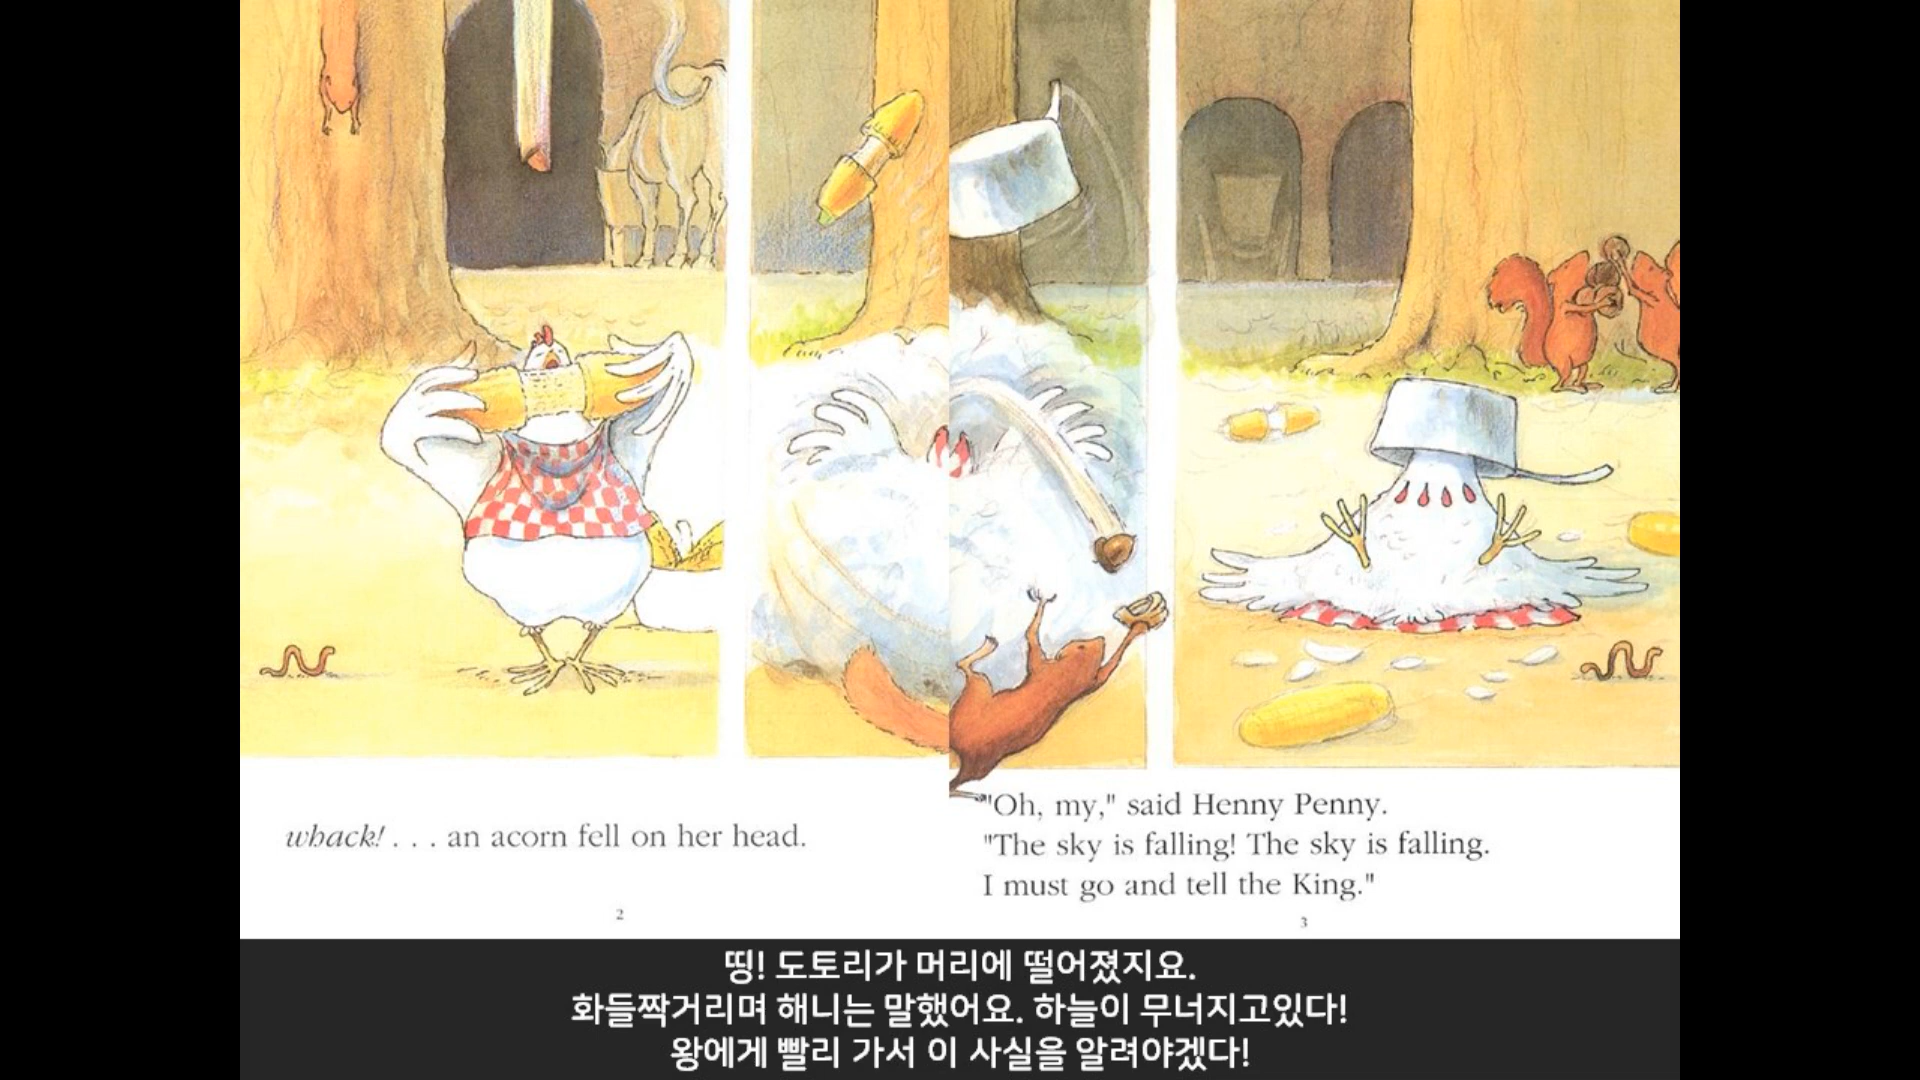 whack! . . . an acorn fell on her head.
2
"Oh, my," said Henny Penny.
"The sky is falling! The sky is falling.
I must go and tell the King."
3
띵! 도토리가 머리에 떨어졌지요.
화들짝거리며 해니는 말했어요. 하늘이 무너지고있다!
왕에게 빨리 가서 이 사실을 알려야겠다!